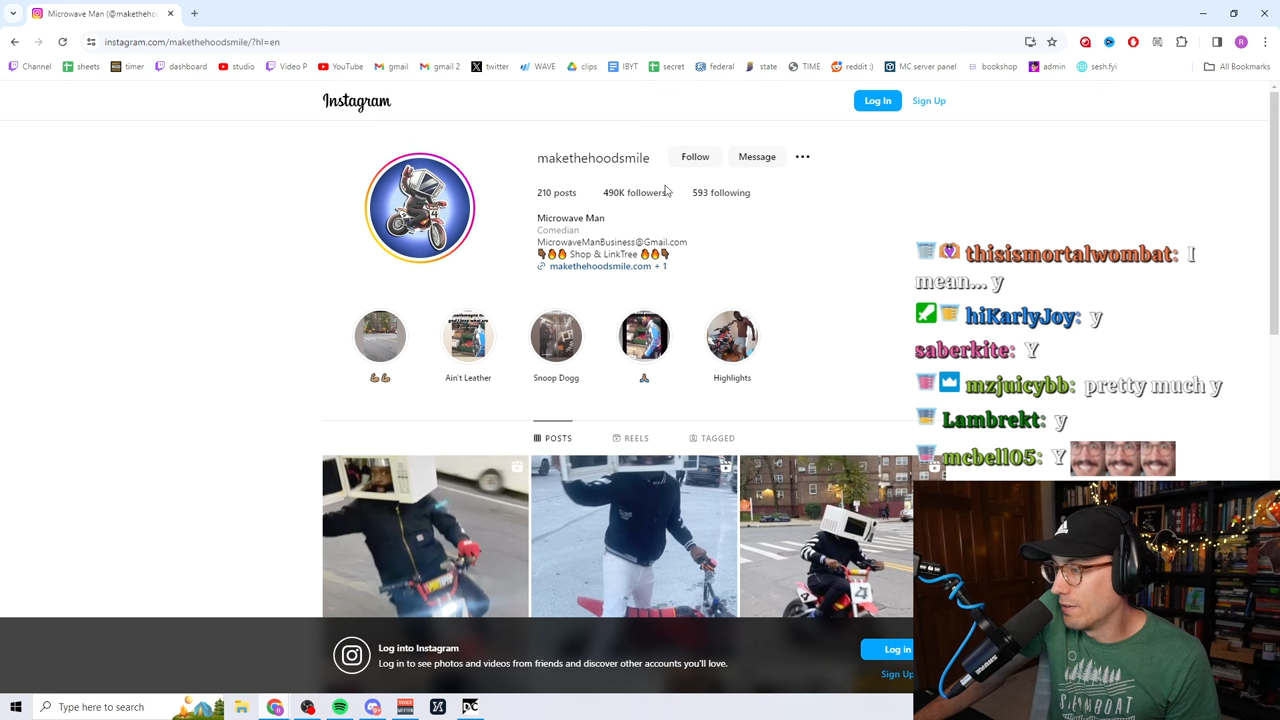 Microwave Man (@makethehoo
instagram.com/makethehoodsmile/?hl=en
Channel sheets timer dashboard studio Video P YouTube gmail gmail 2 twitter WAVE clips IBYT secret federal state TIME reddit :) MC server panel bookshop admin sesh.fyi All Bookmarks
Instagram Log In Sign Up
makethehoodsmile Follow Message
210 posts 490K followers 593 following
Microwave Man
Comedian
MicrowaveManBusiness@Gmail.com
👇🏾🔥🔥 Shop & LinkTree 🔥🔥👇🏾
makethehoodsmile.com + 1
💪🏽💪🏽 Ain't Leather Snoop Dogg 🙏🏽 Highlights
POSTS REELS TAGGED
thisismortalwombat: I
mean... y
hiKarlyJoy: y
saberkite: Y
mzjuicybb: pretty much y
Lambrekt: y
mcbell05: Y
4
Log into Instagram
Log in to see photos and videos from friends and discover other accounts you'll love.
Log in
Sign Up
STEAMBOAT
Type here to search